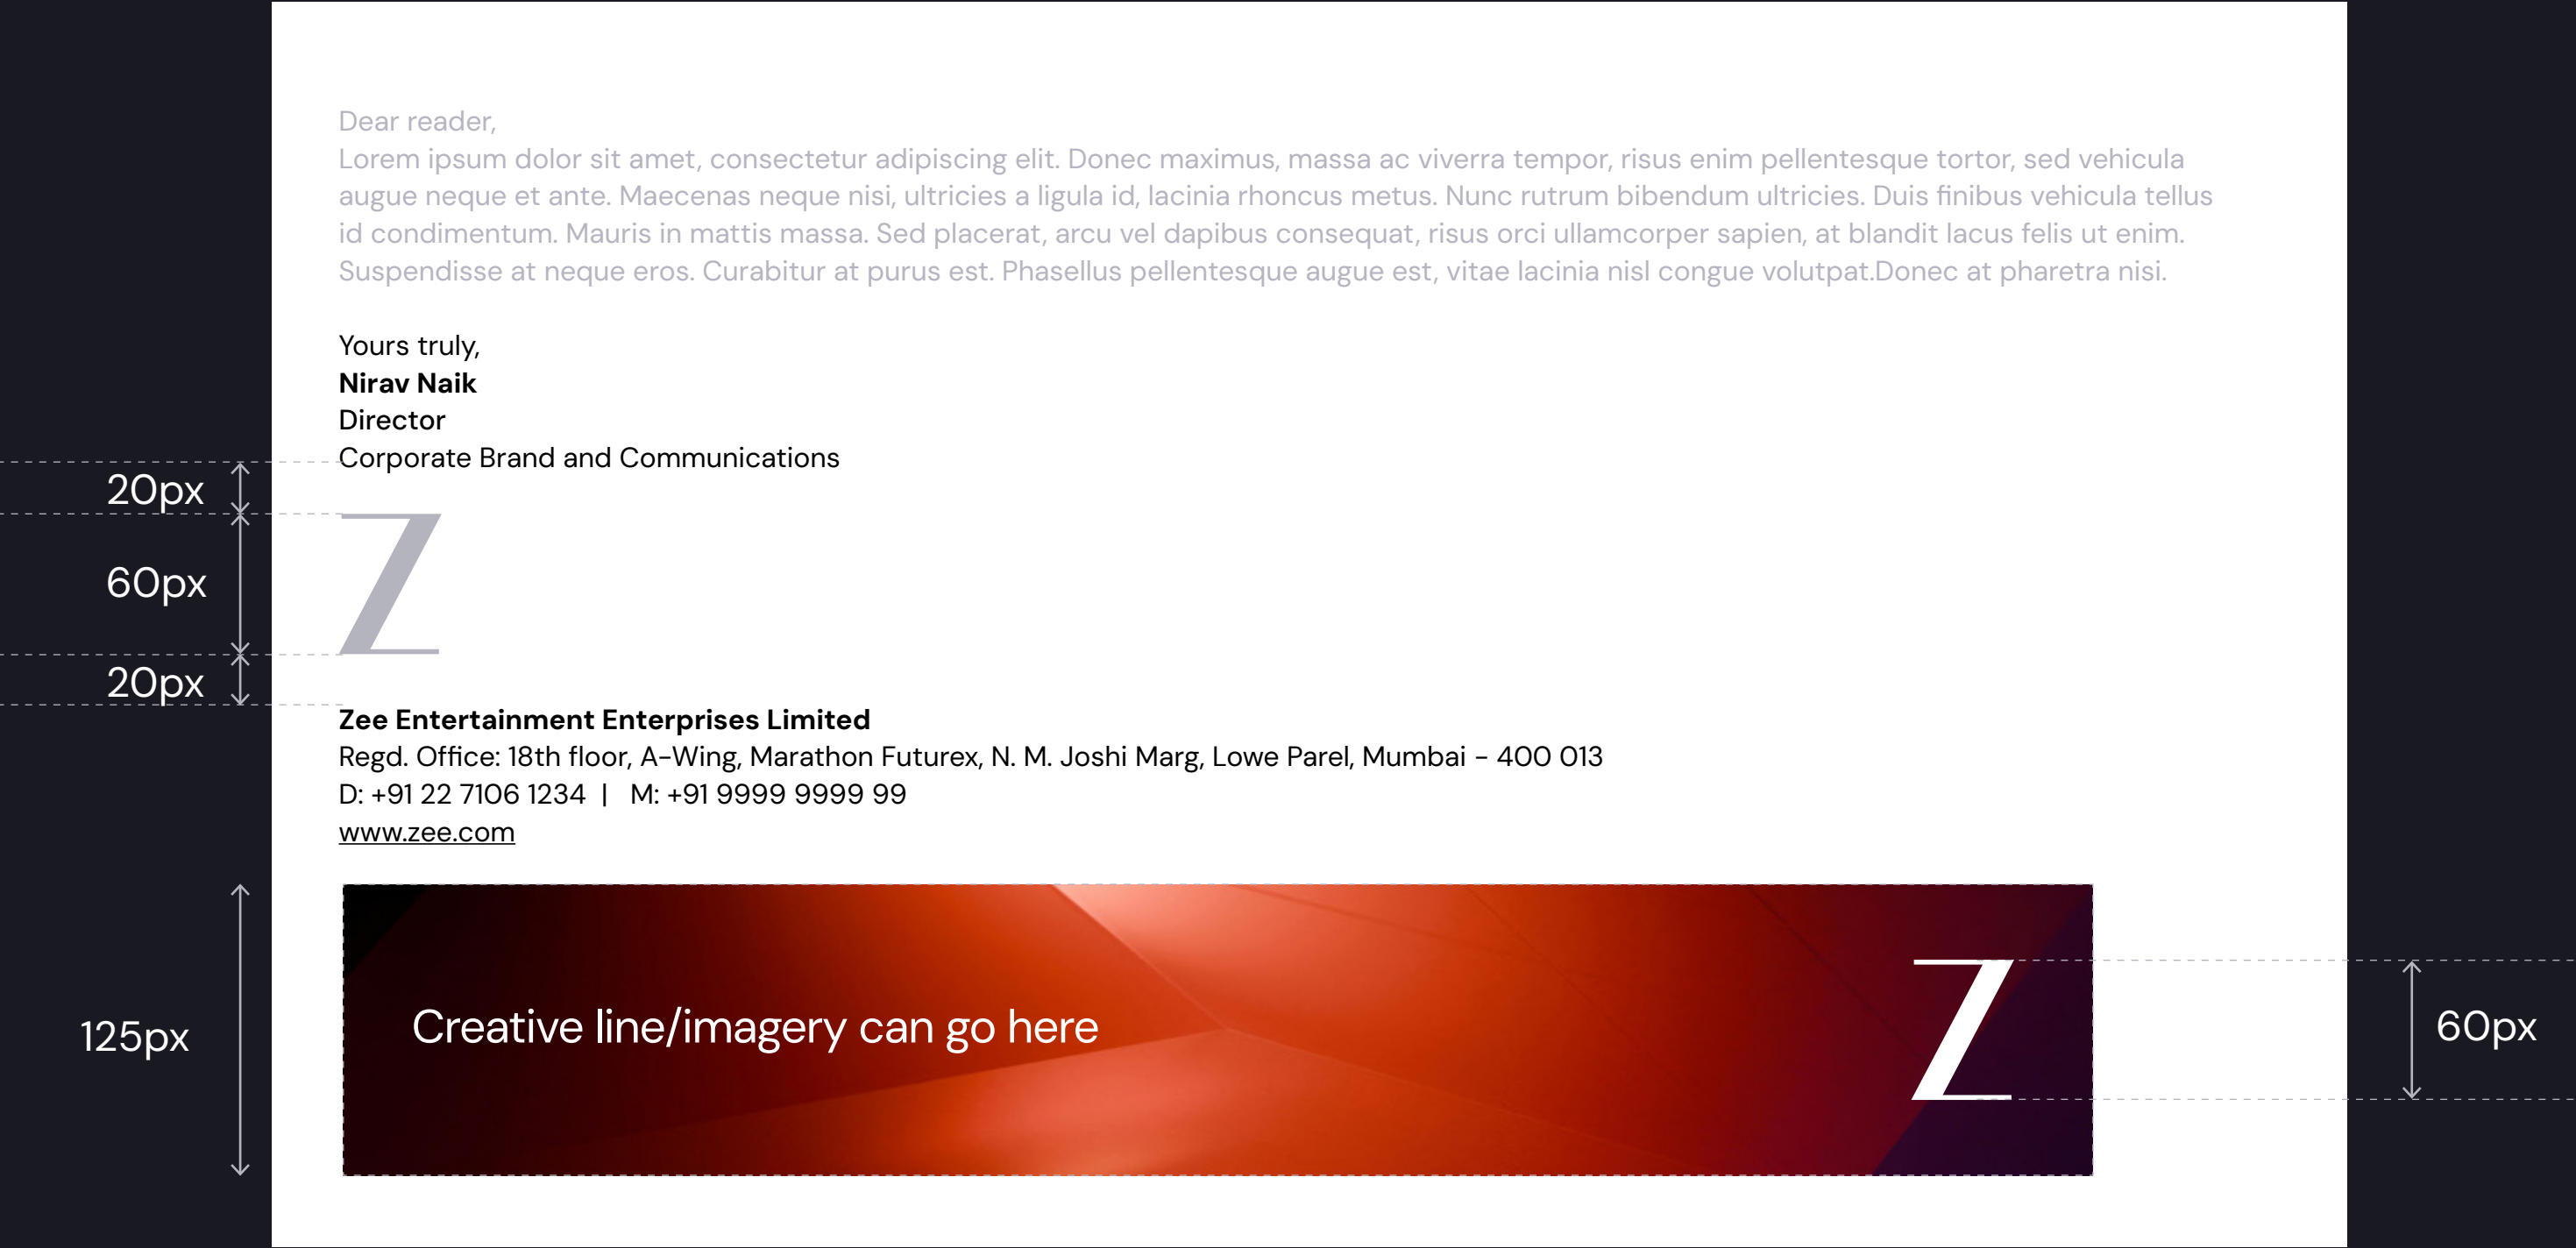 Dear reader,
Lorem ipsum dolor sit amet, consectetur adipiscing elit. Donec maximus, massa ac viverra tempor, risus enim pellentesque tortor, sed vehicula
augue neque et ante. Maecenas neque nisi, ultricies a ligula id, lacinia rhoncus metus. Nunc rutrum bibendum ultricies. Duis finibus vehicula tellus
id condimentum. Mauris in mattis massa. Sed placerat, arcu vel dapibus consequat, risus orci ullamcorper sapien, at blandit lacus felis ut enim.
Suspendisse at neque eros. Curabitur at purus est. Phasellus pellentesque augue est, vitae lacinia nisl congue volutpat.Donec at pharetra nisi.
Yours truly,
Nirav Naik
Director
Corporate Brand and Communications
20px
Z
60px
20px
Zee Entertainment Enterprises Limited
Regd. Office: 18th floor, A-Wing, Marathon Futurex, N. M. Joshi Marg, Lowe Parel, Mumbai - 400 013
D: +91 22 7106 1234 | M: +91 9999 9999 99
www.zee.com
125px
Creative line/imagery can go here
Z
60px